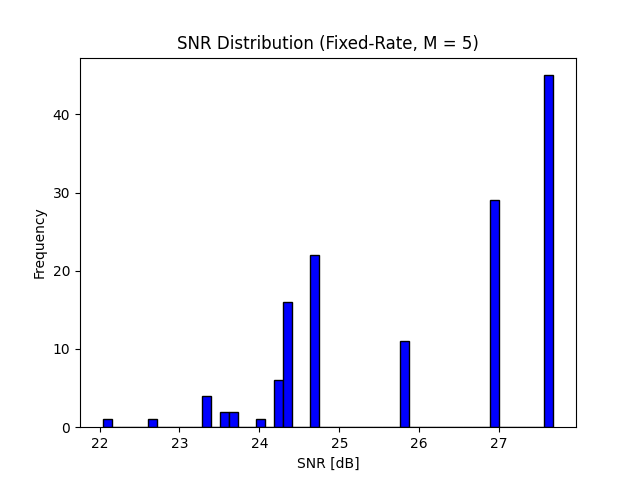 SNR Distribution (Fixed-Rate, M = 5)
Frequency
40
30
20
10
0
22 23 24 25 26 27
SNR [dB]